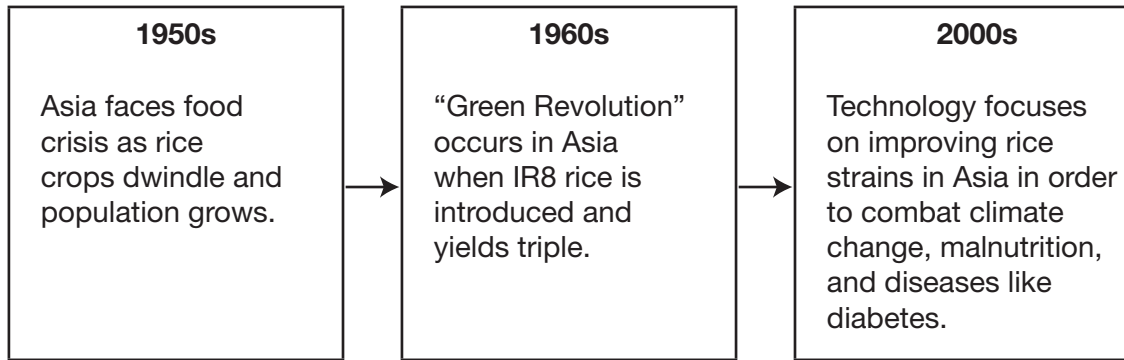 1950s
Asia faces food
crisis as rice
crops dwindle and
population grows.
1960s
“Green Revolution”
occurs in Asia
when IR8 rice is
introduced and
yields triple.
2000s
Technology focuses
on improving rice
strains in Asia in order
to combat climate
change, malnutrition,
and diseases like
diabetes.